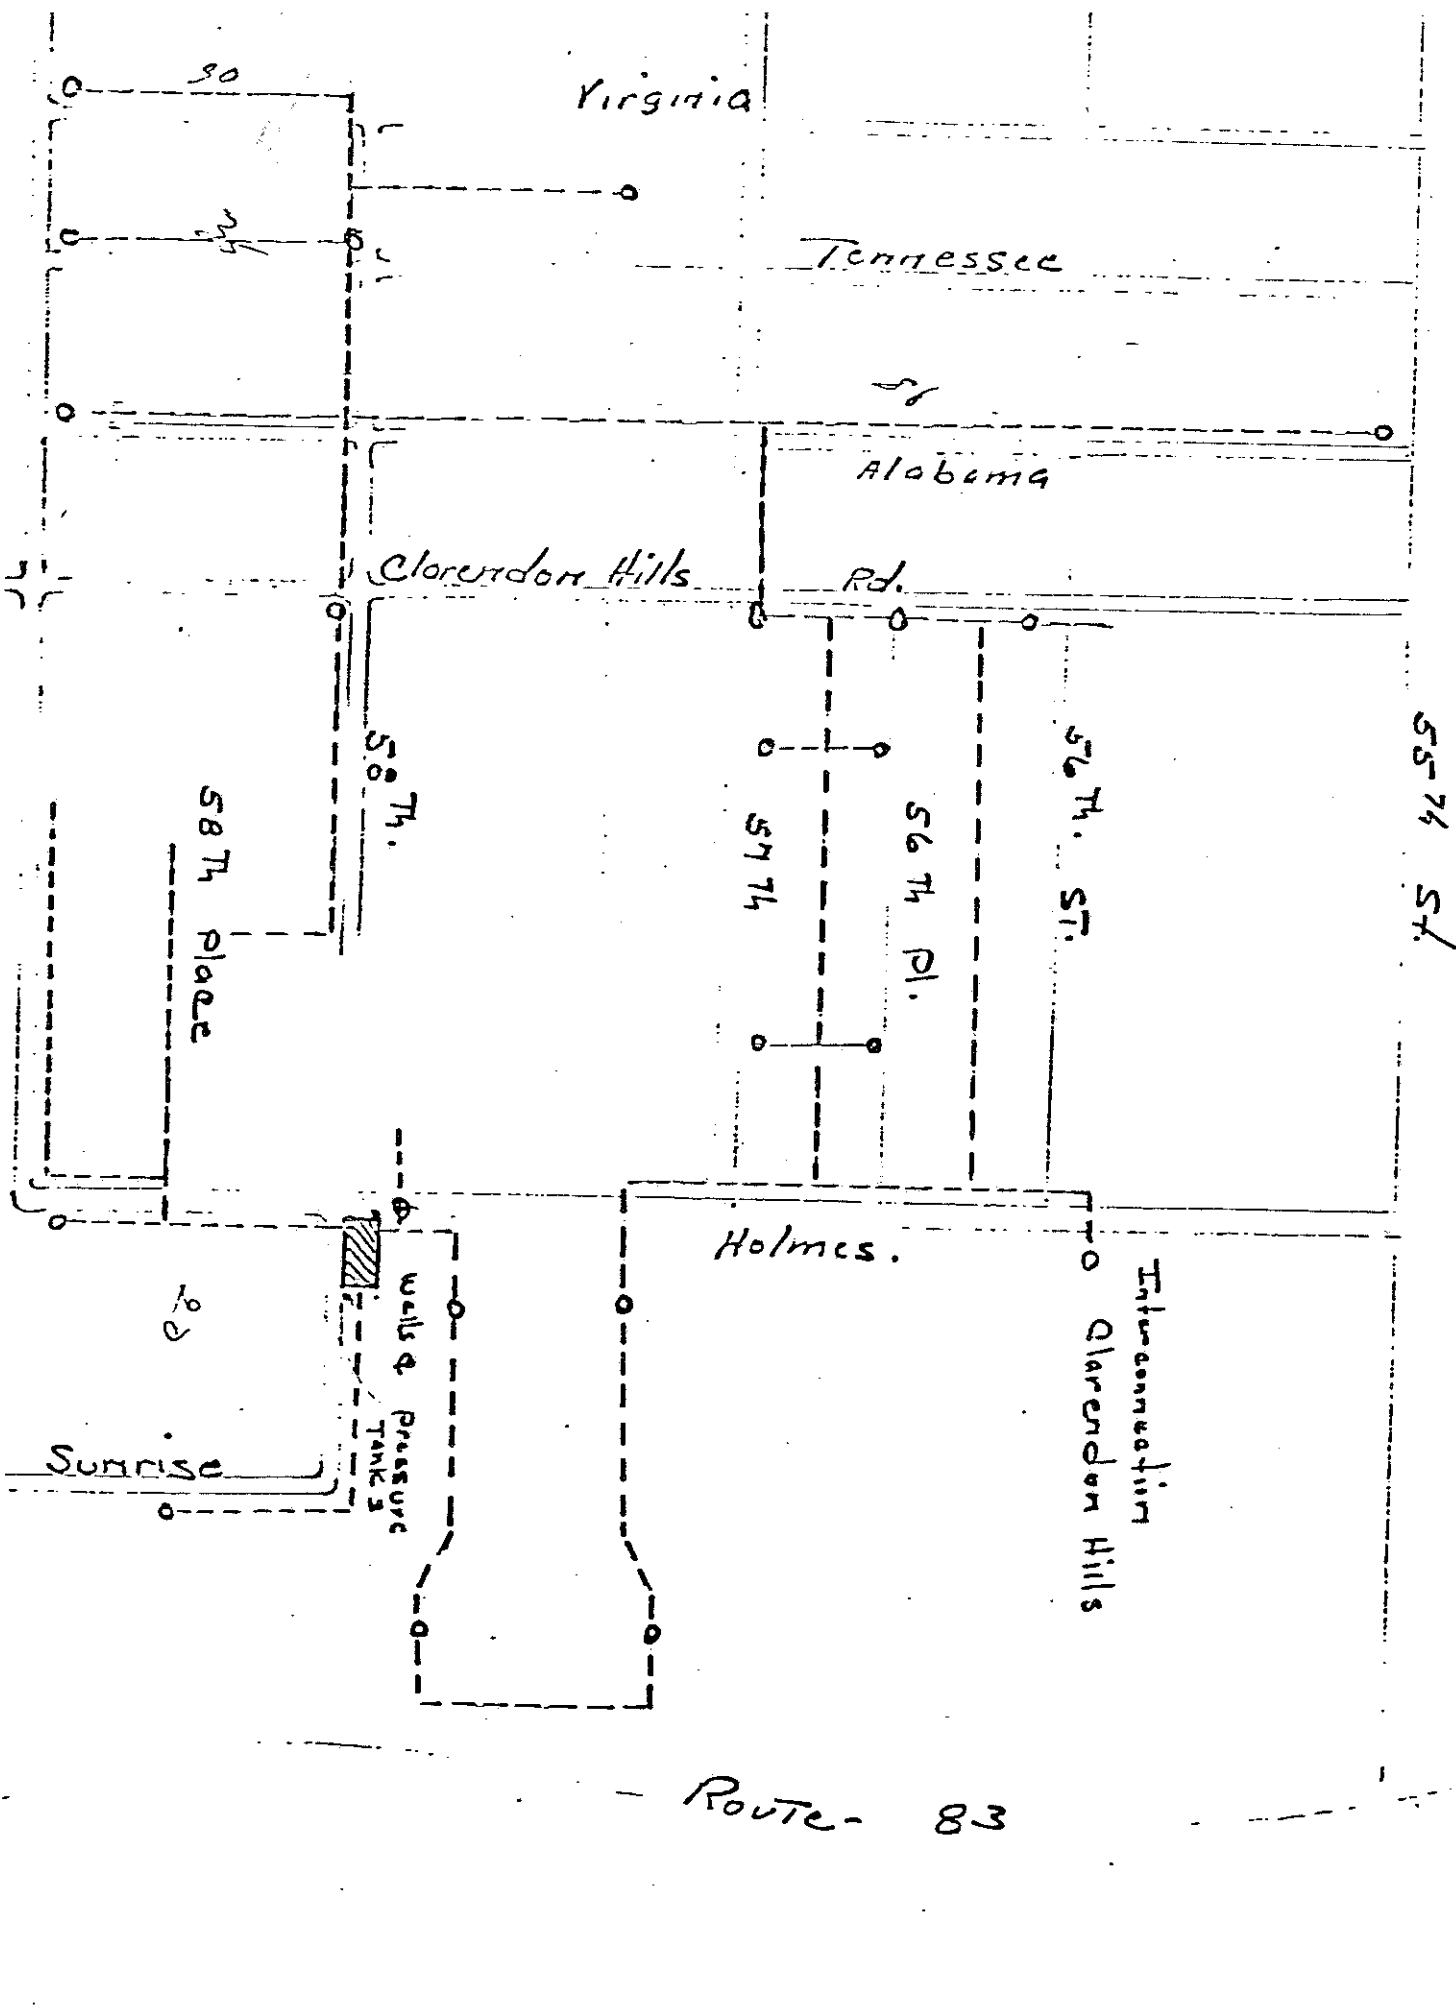 30
Virginia
Tennessee
Alabama
Clarendon Hills Rd.
58 Th.
58 Th Place
57 Th
56 Th Pl.
56 Th. ST.
55 Th St.
Holmes.
Wells & Pressure
TANKS
Interconnection
Clarendon Hills
Sunrise
ROUTE - 83